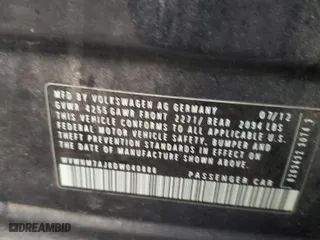 MFD BY VOLKSWAGEN AG GERMANY 07/12
GVWR 4255 GAWR FRONT 2271/ REAR 2094 LBS
THIS VEHICLE CONFORMS TO ALL APPLICABLE
FEDERAL MOTOR VEHICLE SAFETY, BUMPER AND
THEFT PREVENTION STANDARDS IN EFFECT ON THE
DATE OF MANUFACTURE SHOWN ABOVE
PASSENGER CAR
DREAMBID